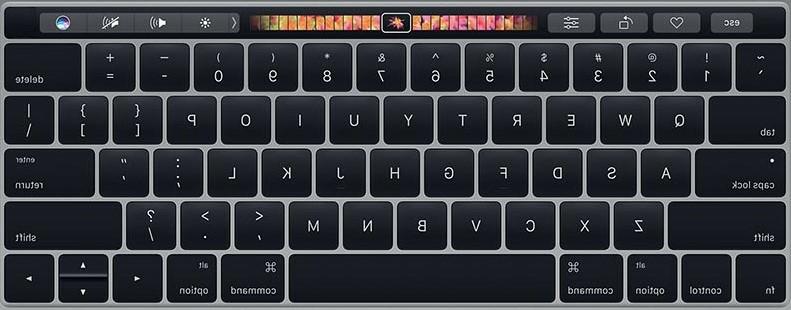 esc
~ ! @ # $ % ^ & * ( ) _ +
` 1 2 3 4 5 6 7 8 9 0 - = delete
{ } |
tab Q W E R T Y U I O P [ ] \
: " enter
caps lock A S D F G H J K L ; ' return
< > ?
shift Z X C V B N M , . / shift
alt ⌘ ⌘ alt
fn control option command command option